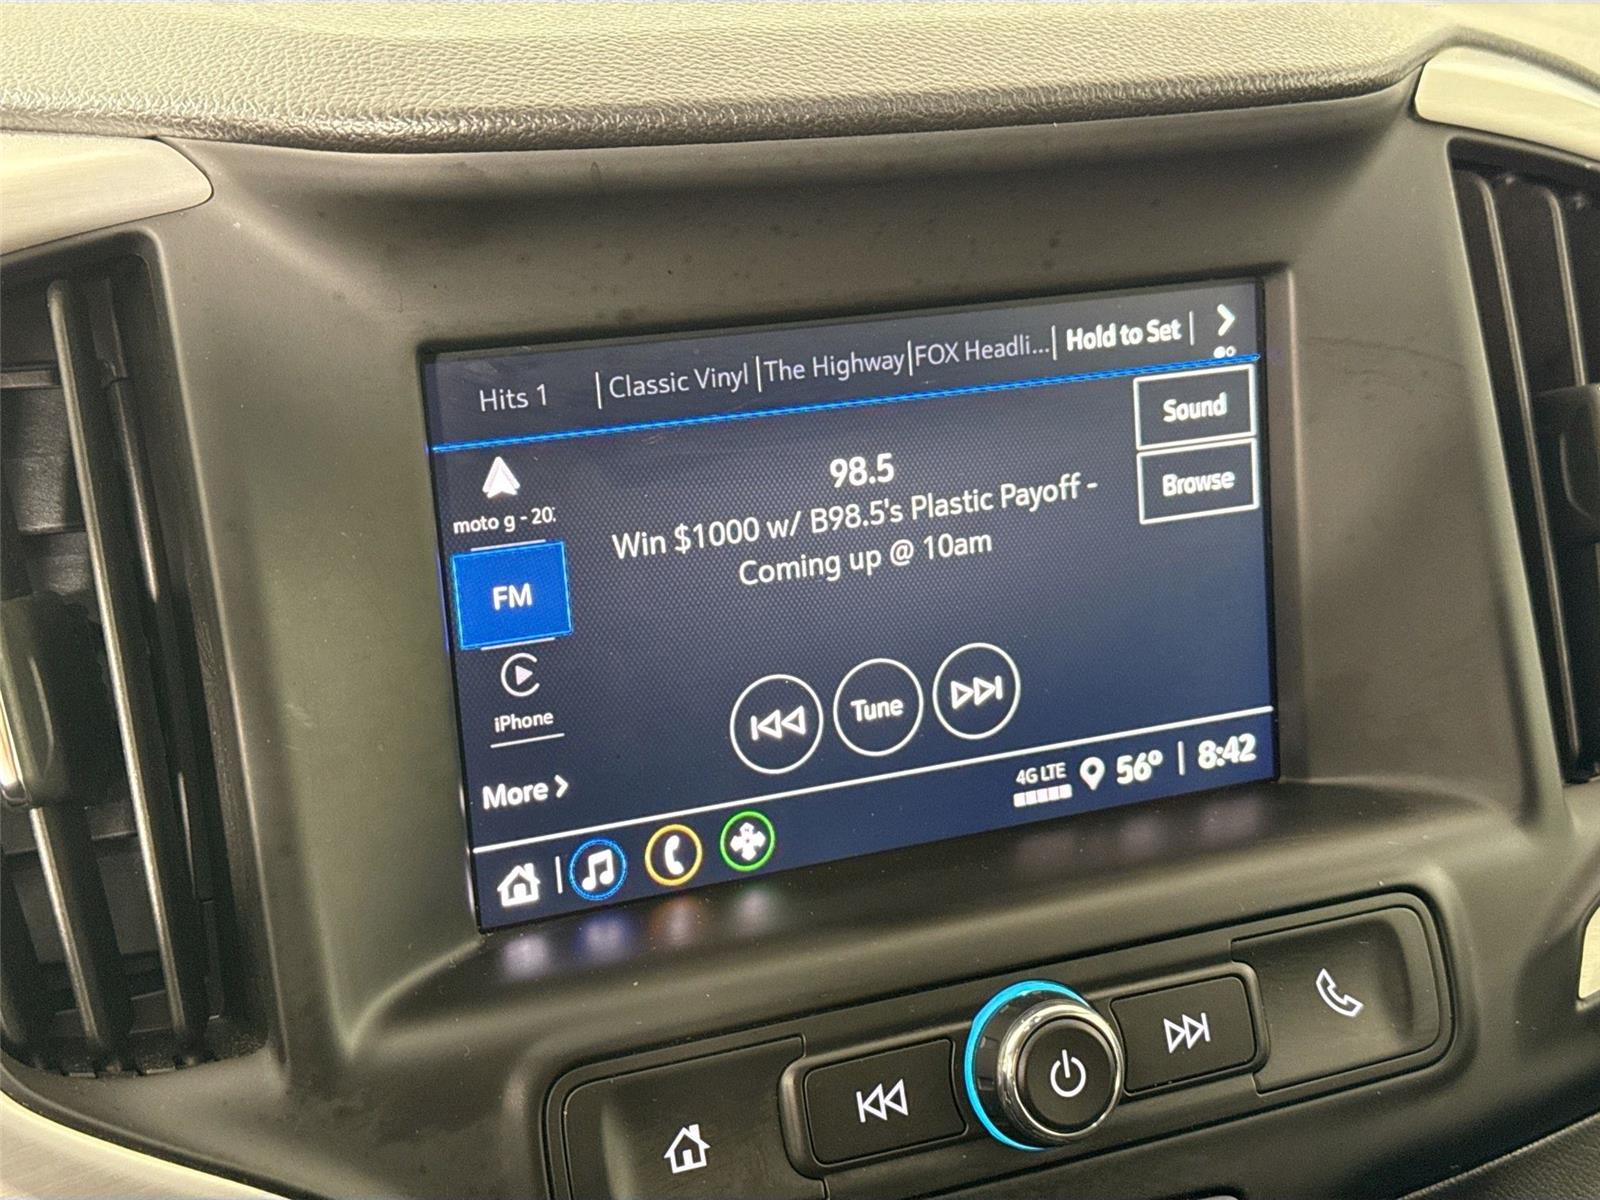 Hits 1 | Classic Vinyl | The Highway | FOX Headli... | Hold to Set |
Sound
98.5
Browse
Win $1000 w/ B98.5's Plastic Payoff -
Coming up @ 10am
moto g - 20
FM
iPhone
Tune
More
4G LTE 56° | 8:42